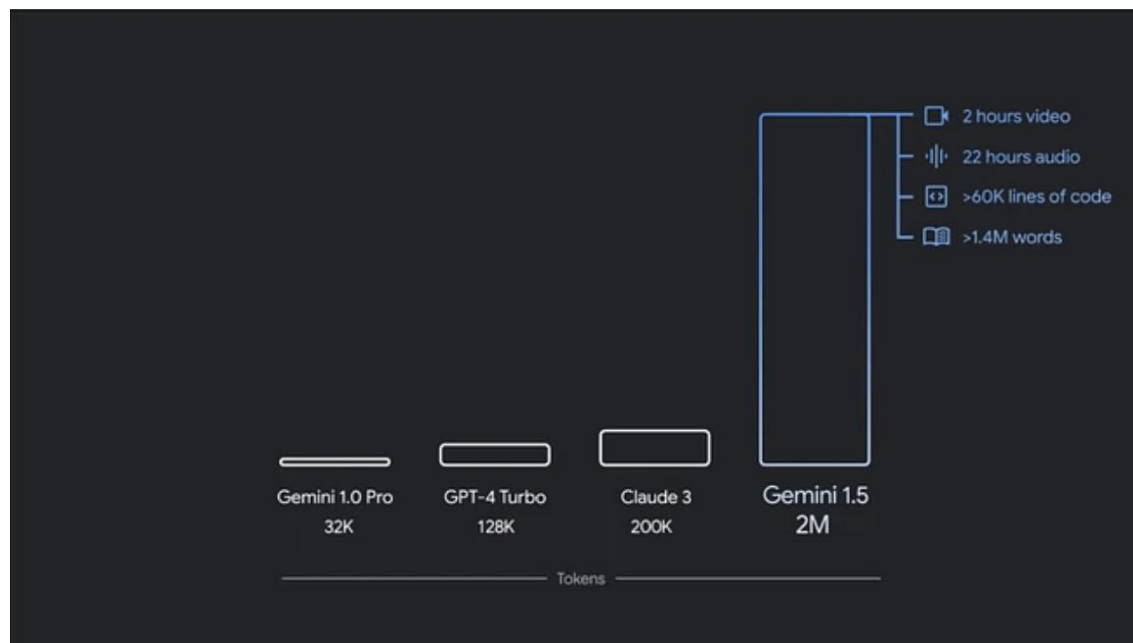 2 hours video
22 hours audio
>60K lines of code
>1.4M words
Gemini 1.0 Pro
32K
GPT-4 Turbo
128K
Claude 3
200K
Gemini 1.5
2M
Tokens